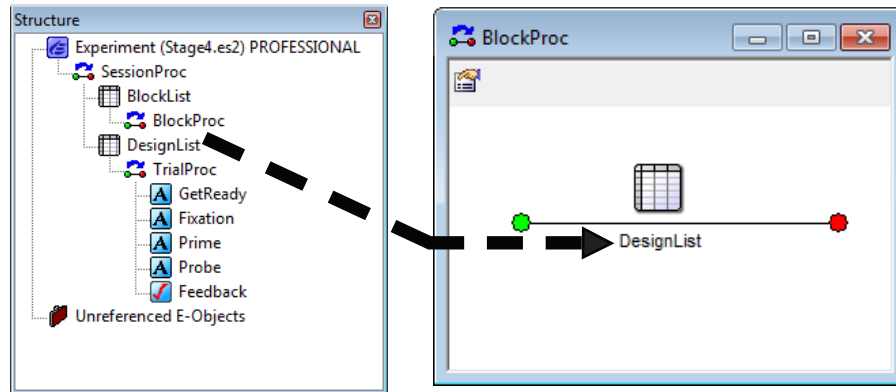 Structure
Experiment (Stage4.es2) PROFESSIONAL
SessionProc
BlockList
BlockProc
DesignList
TrialProc
A GetReady
A Fixation
A Prime
A Probe
Feedback
Unreferenced E-Objects
BlockProc
DesignList